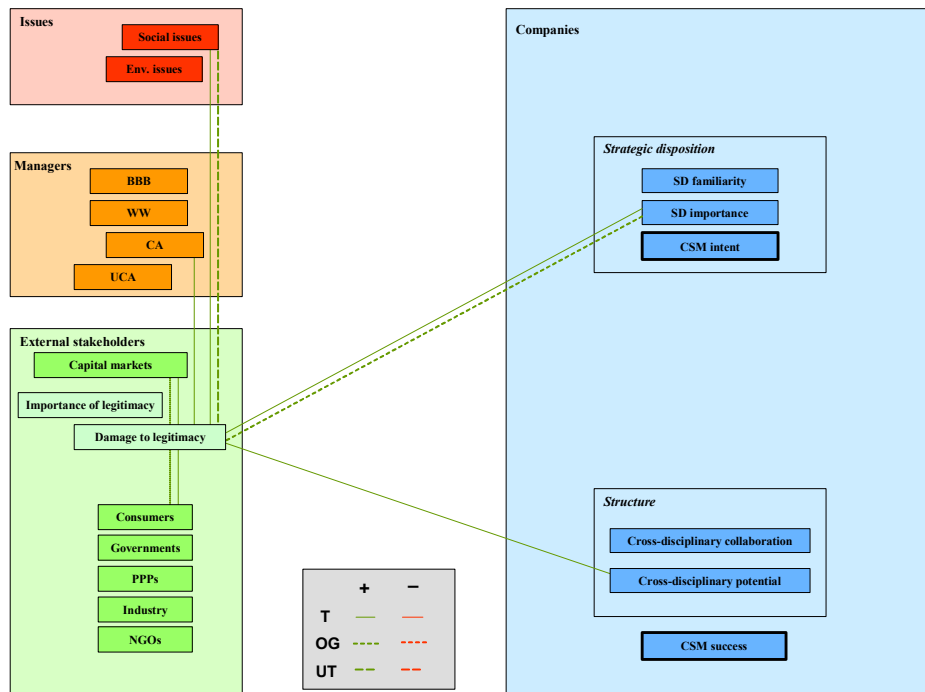 Issues
Social issues
Env. issues
Managers
BBB
WW
CA
UCA
External stakeholders
Capital markets
Importance of legitimacy
Damage to legitimacy
Consumers
Governments
PPPs
Industry
NGOs
Companies
Strategic disposition
SD familiarity
SD importance
CSM intent
Structure
Cross-disciplinary collaboration
Cross-disciplinary potential
CSM success
+ –
T
OG
UT